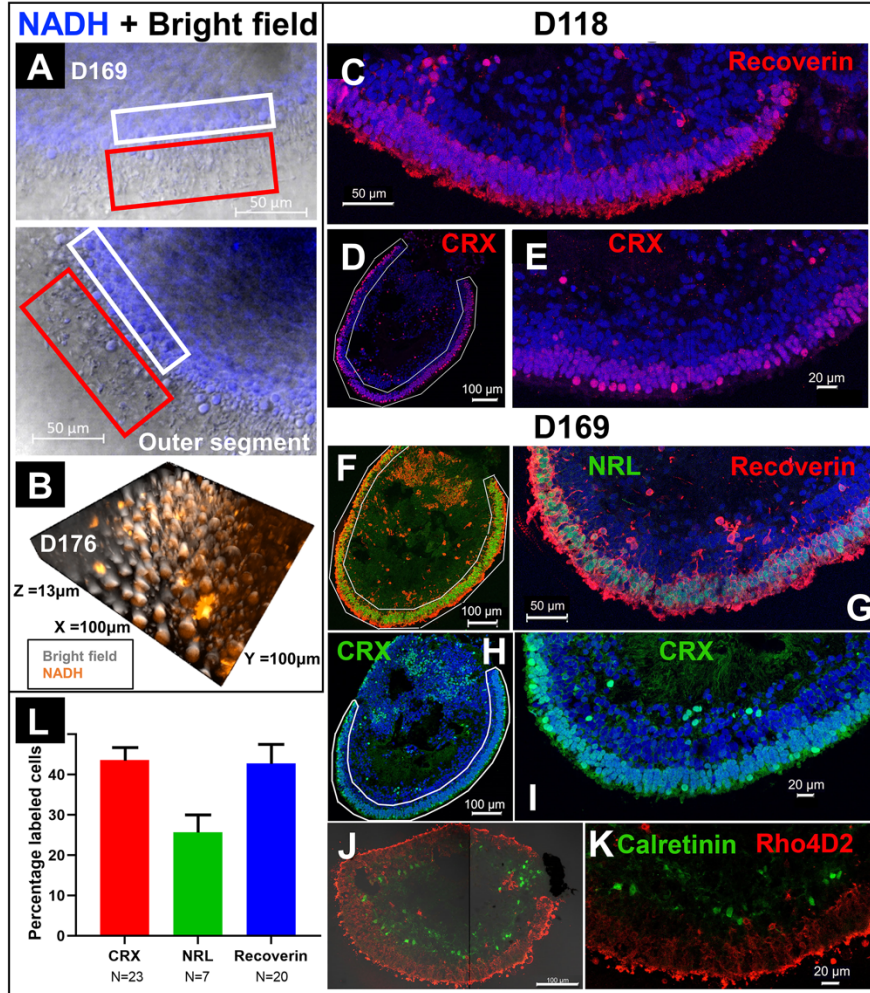 NADH + Bright field
A
D169
50 µm
50 µm
Outer segment
B
D176
Z =13µm
X =100µm
Y =100µm
Bright field
NADH
L
Percentage labeled cells
40
30
20
10
0
CRX
NRL
Recoverin
N=23
N=7
N=20
D118
C
Recoverin
50 µm
D
CRX
100 µm
E
CRX
20 µm
D169
F
100 µm
NRL
Recoverin
50 µm
G
CRX
H
100 µm
CRX
I
20 µm
J
100 µm
K
Calretinin
Rho4D2
20 µm